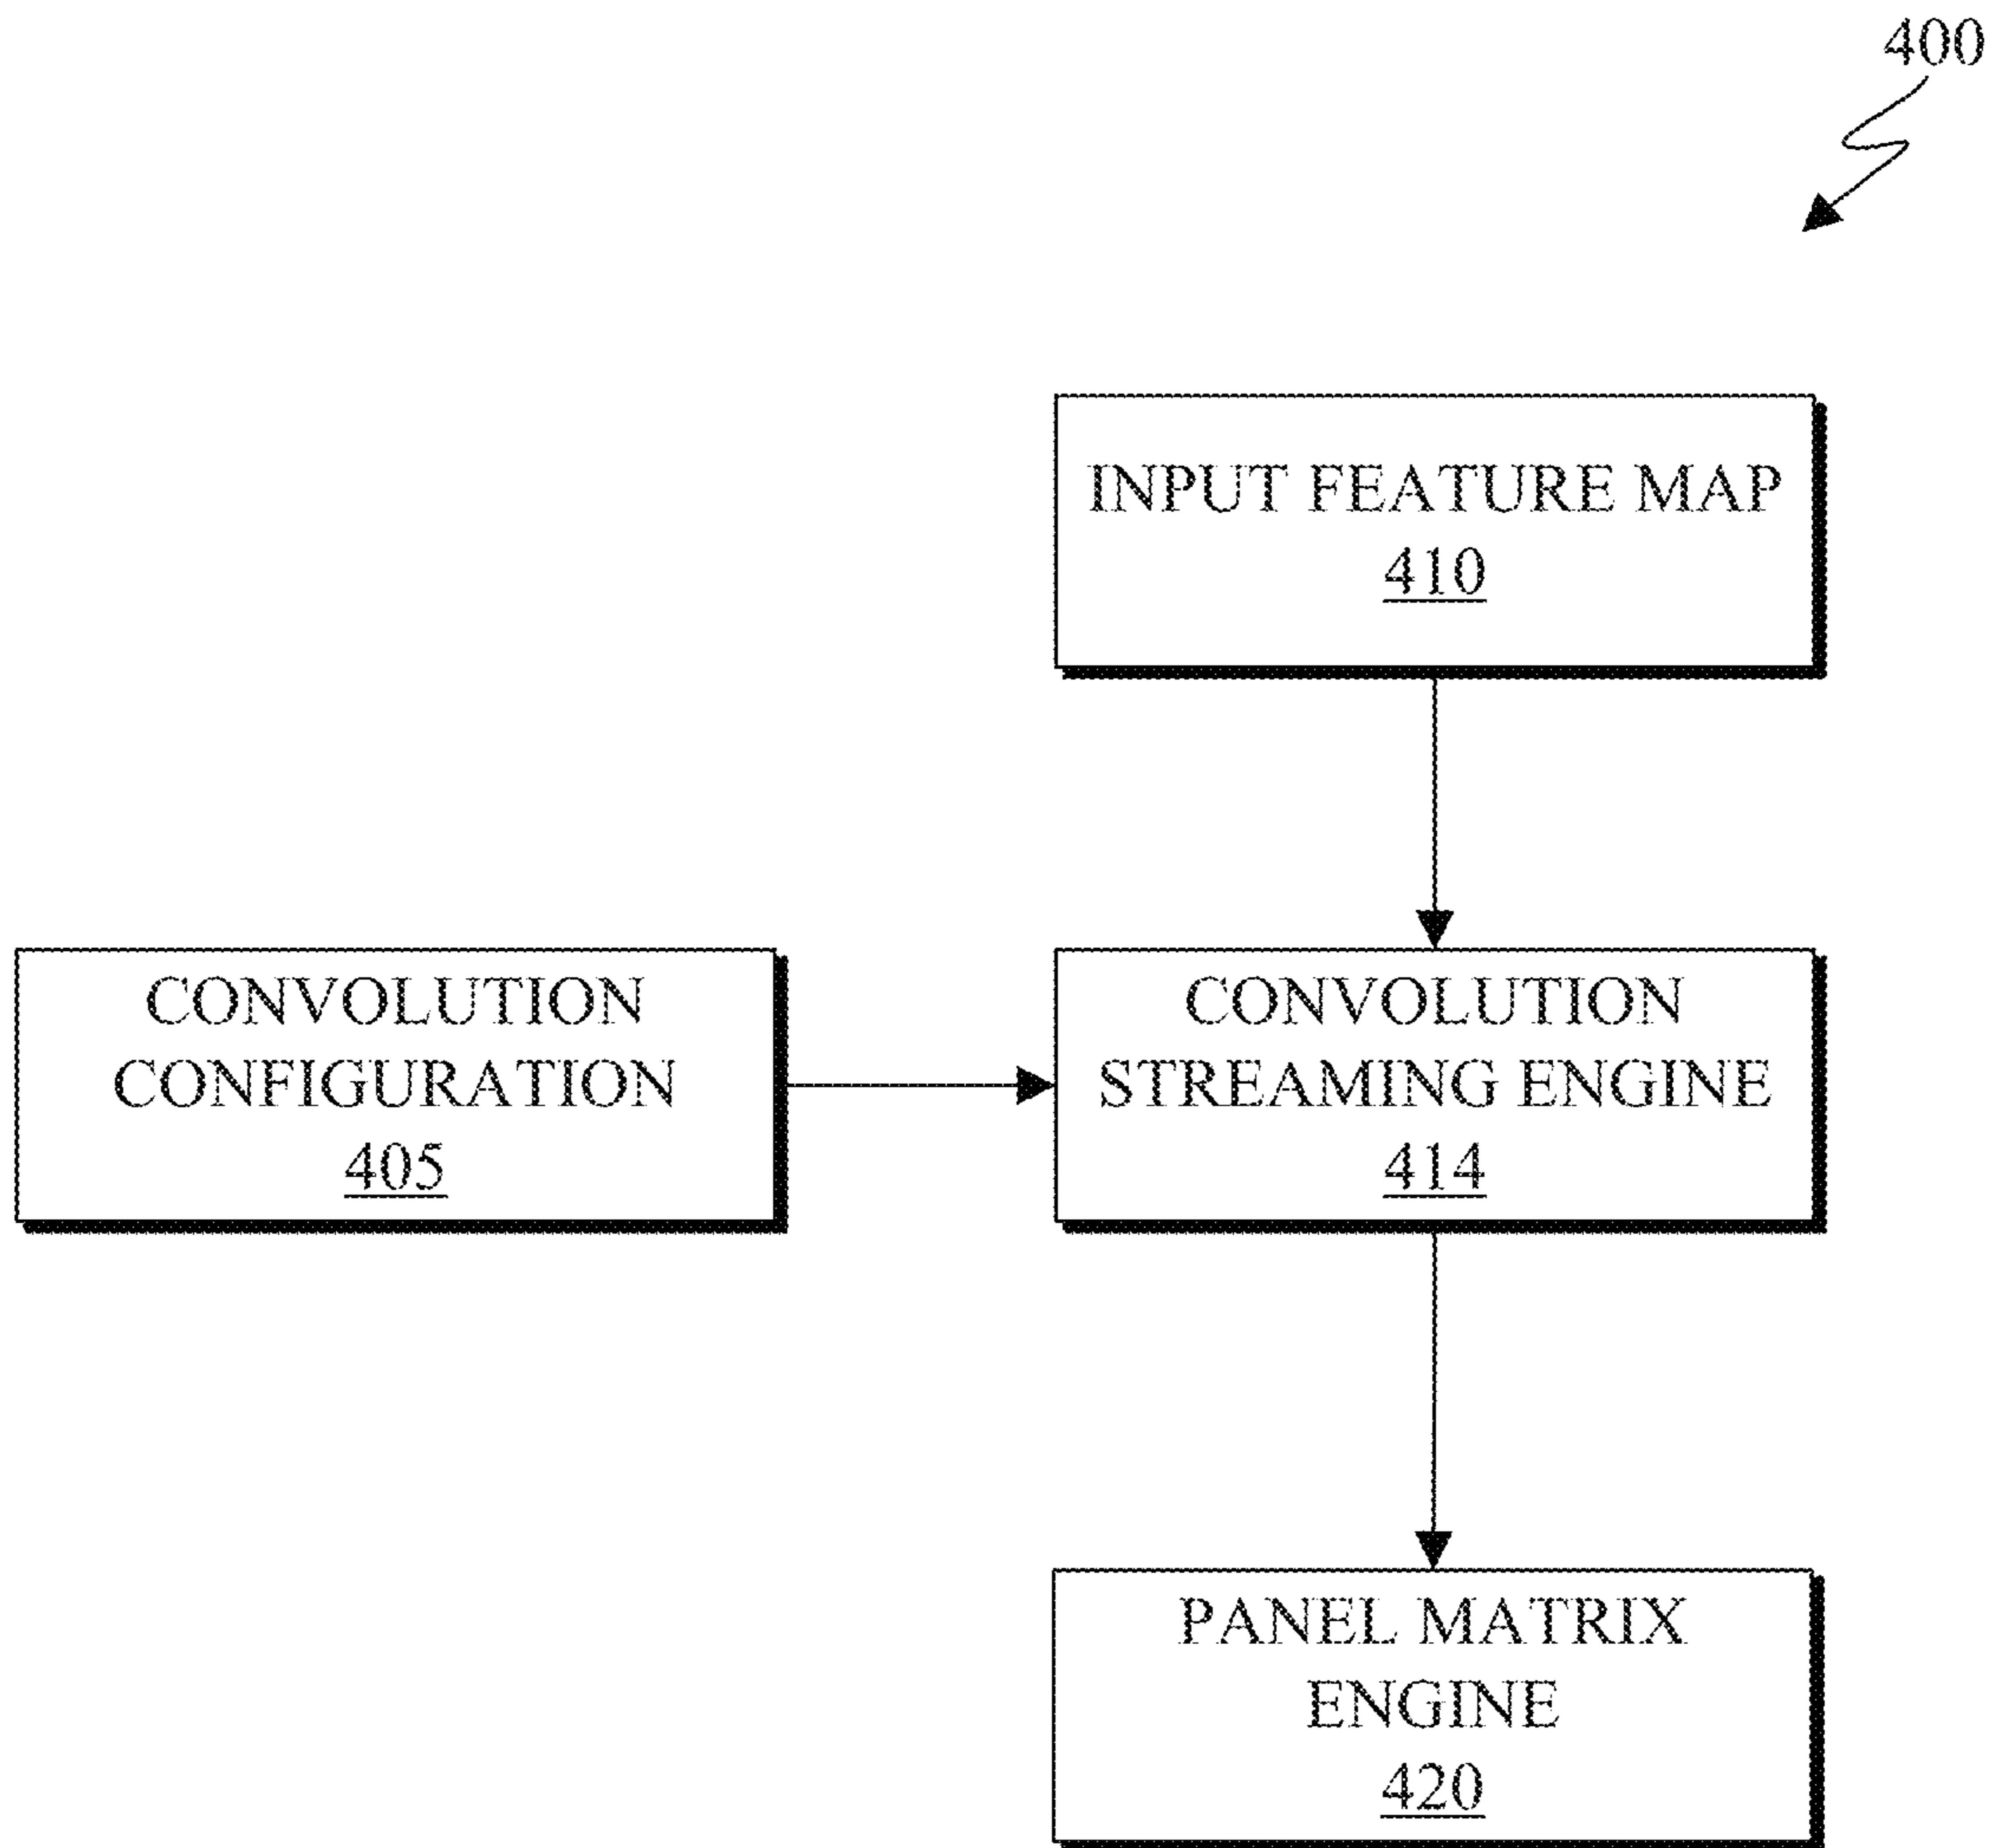 400
INPUT FEATURE MAP
410
CONVOLUTION
CONFIGURATION
405
CONVOLUTION
STREAMING ENGINE
414
PANEL MATRIX
ENGINE
420